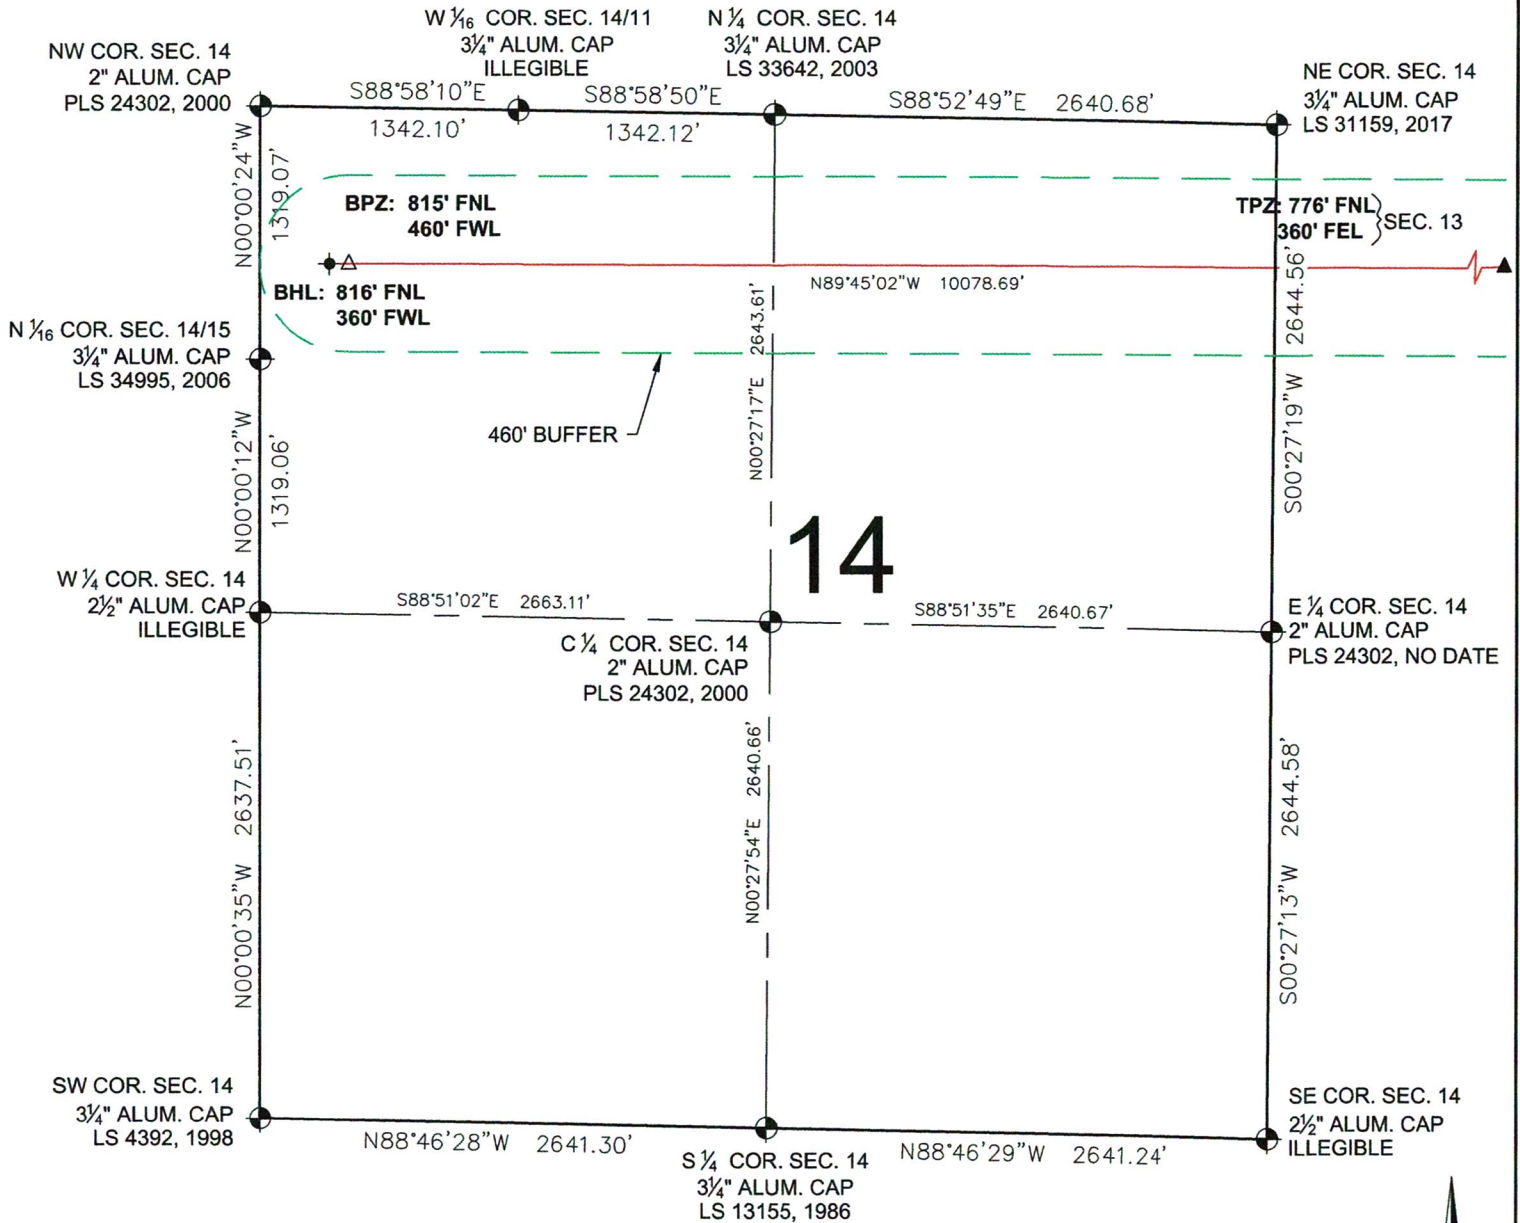 W 1/16 COR. SEC. 14/11
3¼" ALUM. CAP
ILLEGIBLE
N ¼ COR. SEC. 14
3¼" ALUM. CAP
LS 33642, 2003
NW COR. SEC. 14
2" ALUM. CAP
PLS 24302, 2000
NE COR. SEC. 14
3¼" ALUM. CAP
LS 31159, 2017
S88°58'10"E
1342.10'
S88°58'50"E
1342.12'
S88°52'49"E 2640.68'
N00°00'24"W
1319.07'
BPZ: 815' FNL
460' FWL
TPZ: 776' FNL
360' FEL
SEC. 13
BHL: 816' FNL
360' FWL
N89°45'02"W 10078.69'
N 1/16 COR. SEC. 14/15
3¼" ALUM. CAP
LS 34995, 2006
N00°27'17"E 2643.61'
S00°27'19"W 2644.56'
460' BUFFER
N00°00'12"W
1319.06'
14
W ¼ COR. SEC. 14
2½" ALUM. CAP
ILLEGIBLE
S88°51'02"E 2663.11'
S88°51'35"E 2640.67'
C ¼ COR. SEC. 14
2" ALUM. CAP
PLS 24302, 2000
E ¼ COR. SEC. 14
2" ALUM. CAP
PLS 24302, NO DATE
N00°00'35"W 2637.51'
N00°27'54"E 2640.66'
S00°27'13"W 2644.58'
SW COR. SEC. 14
3¼" ALUM. CAP
LS 4392, 1998
N88°46'28"W 2641.30'
S ¼ COR. SEC. 14
3¼" ALUM. CAP
LS 13155, 1986
N88°46'29"W 2641.24'
SE COR. SEC. 14
2½" ALUM. CAP
ILLEGIBLE